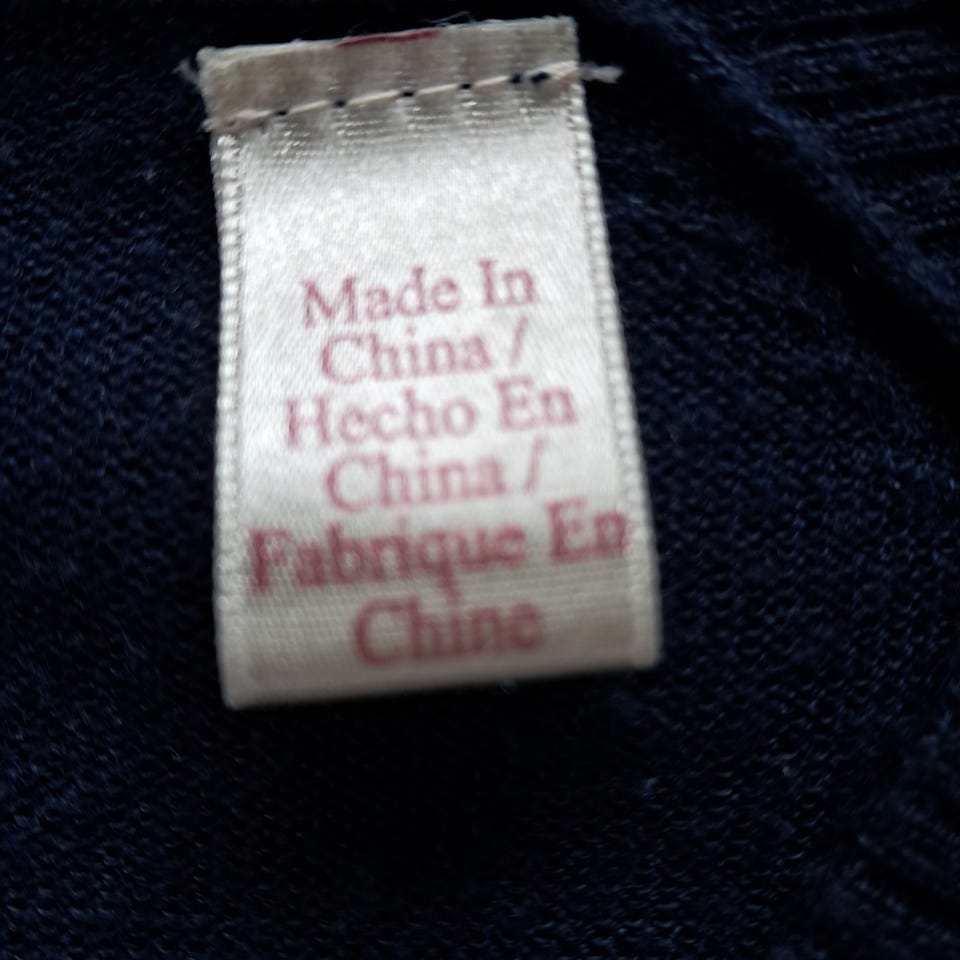 Made In
China /
Hecho En
China /
Fabrique En
Chine